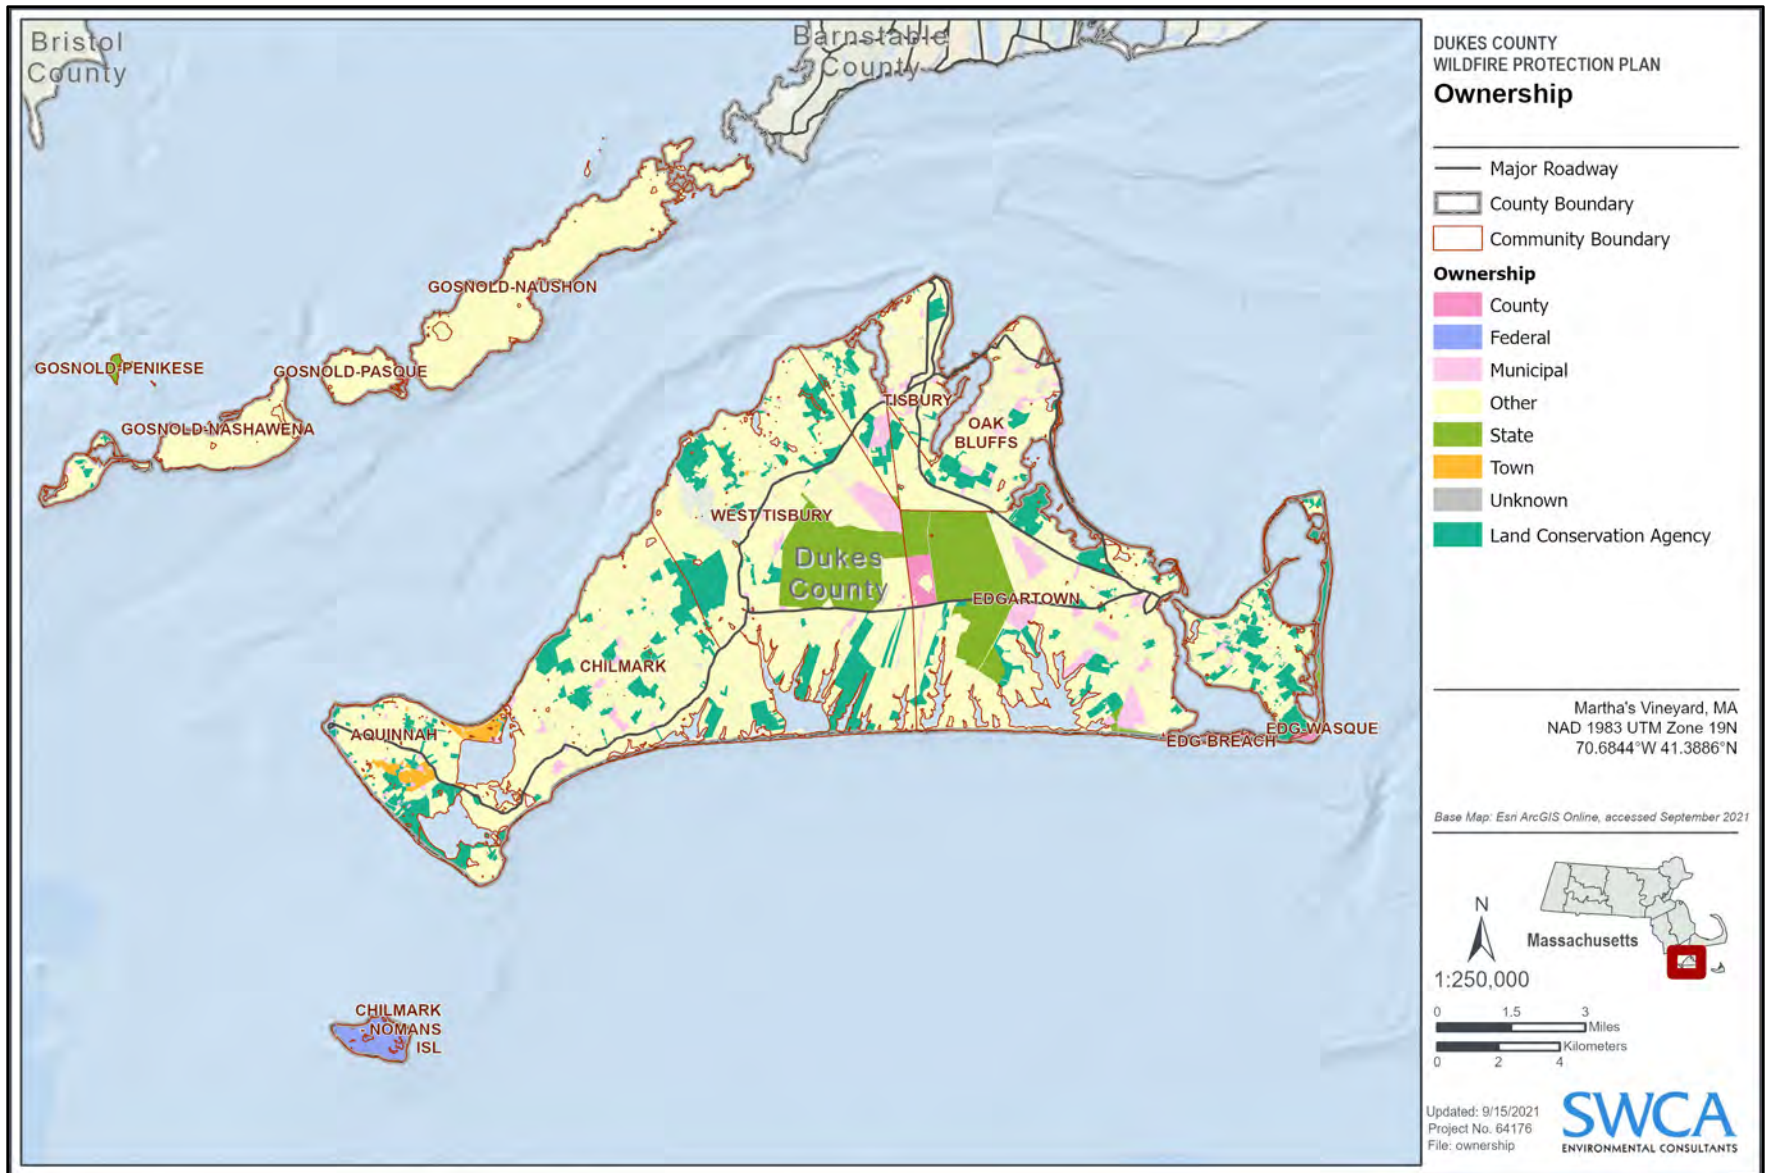 Bristol
County
Barnstable
County
GOSNOLD-NAUSHON
GOSNOLD-PENIKESE
GOSNOLD-PASQUE
GOSNOLD-NASHAWENA
TISBURY
OAK
BLUFFS
WEST TISBURY
Dukes
County
EDGARTOWN
CHILMARK
AQUINNAH
EDG-WASQUE
EDG-BREACH
CHILMARK
- NOMANS
ISL
DUKES COUNTY
WILDFIRE PROTECTION PLAN
Ownership
Major Roadway
County Boundary
Community Boundary
Ownership
County
Federal
Municipal
Other
State
Town
Unknown
Land Conservation Agency
Martha's Vineyard, MA
NAD 1983 UTM Zone 19N
70.6844°W 41.3886°N
Base Map: Esri ArcGIS Online, accessed September 2021
N
Massachusetts
1:250,000
0 1.5 3
Miles
Kilometers
0 2 4
Updated: 9/15/2021
Project No. 64176
File: ownership
SWCA
ENVIRONMENTAL CONSULTANTS